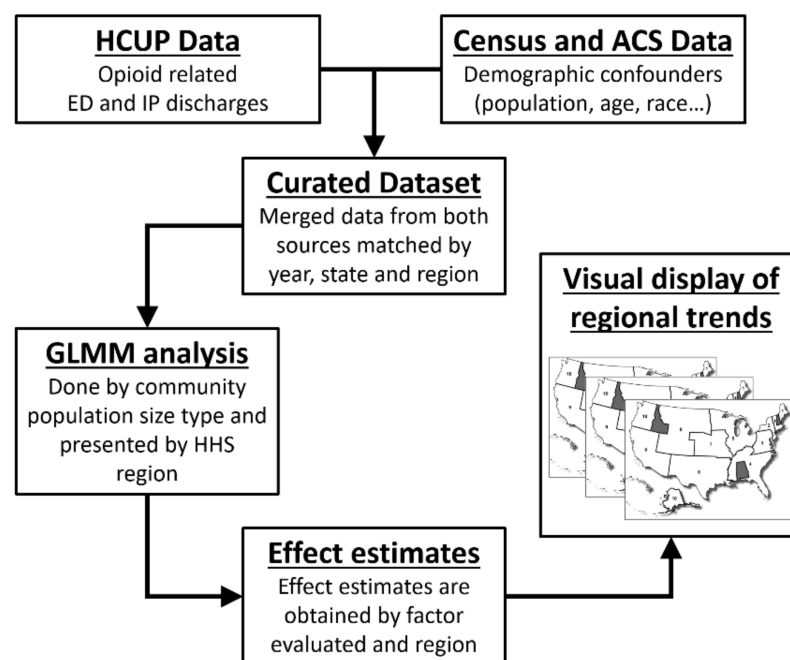 HCUP Data
Opioid related
ED and IP discharges
Census and ACS Data
Demographic confounders
(population, age, race...)
Curated Dataset
Merged data from both
sources matched by
year, state and region
GLMM analysis
Done by community
population size type and
presented by HHS
region
Effect estimates
Effect estimates are
obtained by factor
evaluated and region
Visual display of
regional trends